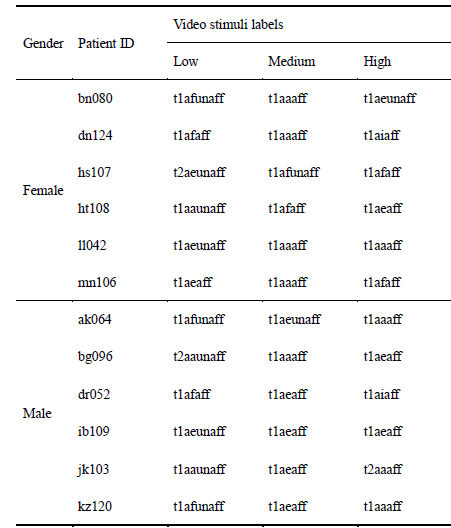 Video stimuli labels
Gender Patient ID
Low Medium High
bn080 t1afunaff t1aaaff t1aeunaff
dn124 t1afaff t1aaaff t1aiaff
hs107 t2aeunaff t1afunaff t1afaff
Female
ht108 t1aaunaff t1afaff t1aeaff
ll042 t1aeunaff t1aaaff t1aaaff
mn106 t1aeaff t1aaaff t1afaff
ak064 t1afunaff t1aeunaff t1aaaff
bg096 t2aaunaff t1aaaff t1aeaff
dr052 t1afaff t1aeaff t1aiaff
Male
ib109 t1aeunaff t1aeaff t1aeaff
jk103 t1aaunaff t1aeaff t2aaaff
kz120 t1afunaff t1aeaff t1aaaff